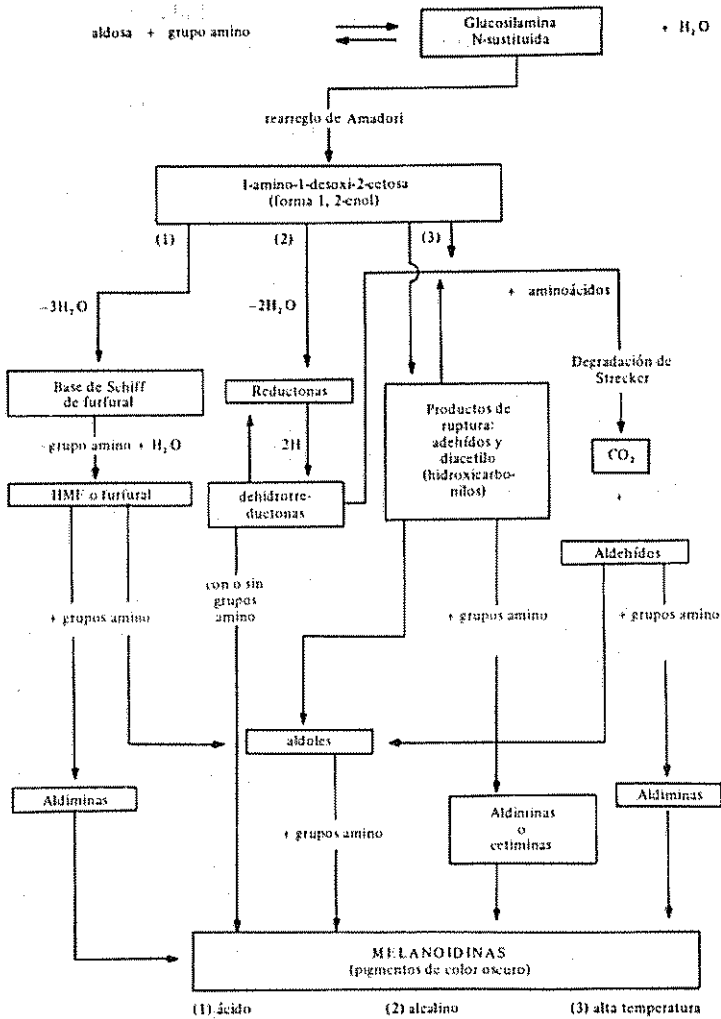 aldosa + grupo amino
Glucosilamina
N-sustituída
+ H₂O
rearreglo de Amadori
1-amino-1-desoxi-2-cetosa
(forma 1, 2-enol)
(1)
(2)
(3)
+ aminoácidos
−3H₂O
−2H₂O
Degradación de
Strecker
Base de Schiff
de furfural
Reductonas
Productos de
ruptura:
adehídos y
diacetilo
(hidroxicarbo-
nilos)
CO₂
-grupo amino + H₂O
-2H
HMF o furfural
dehidrorre-
ductonas
+
Aldehídos
con o sin
grupos
amino
+ grupos amino
+ grupos amino
+ grupos amino
aldoles
Aldiminas
+ grupos amino
Aldiminas
o
cetiminas
Aldiminas
MELANOIDINAS
(pigmentos de color oscuro)
(1) ácido
(2) alcalino
(3) alta temperatura